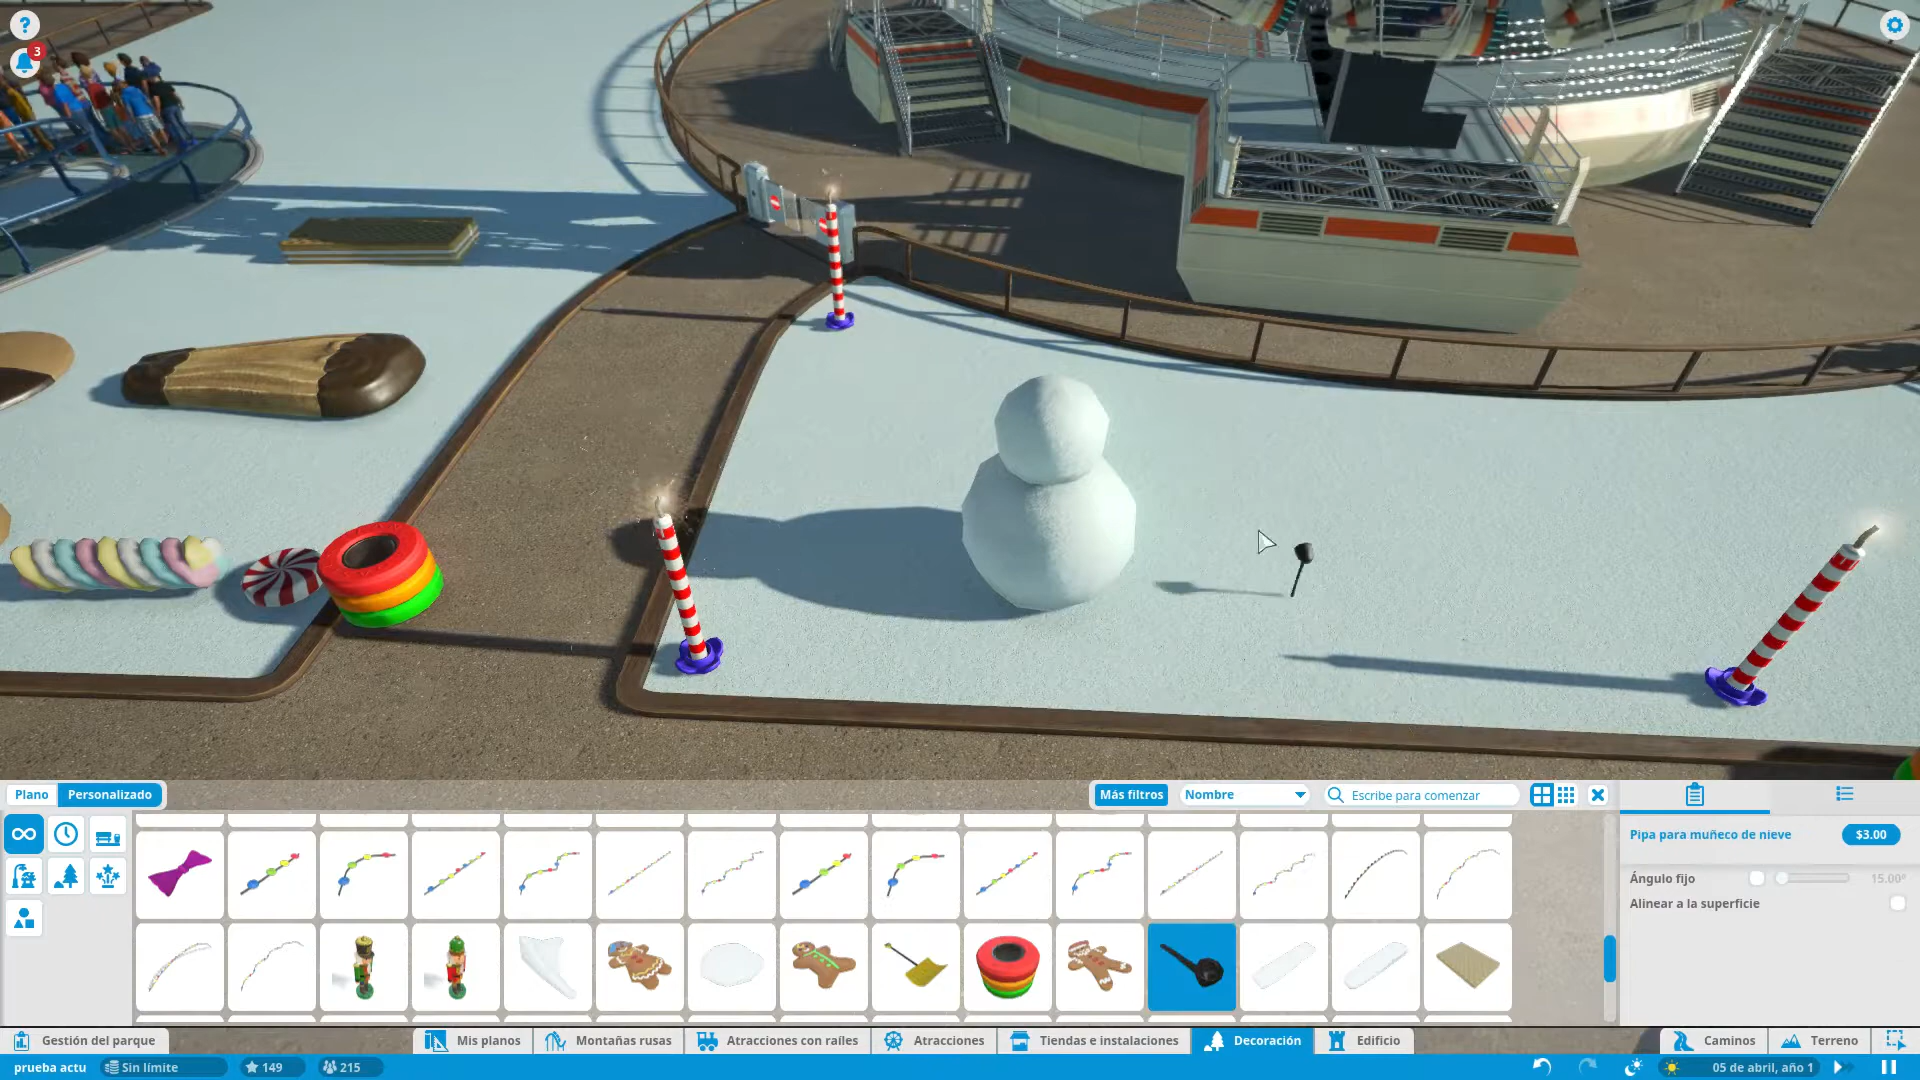 ?
3
Plano
Personalizado
Más filtros
Nombre
Escribe para comenzar
Pipa para muñeco de nieve
$3.00
Ángulo fijo
15.00º
Alinear a la superficie
Gestión del parque
Mis planos
Montañas rusas
Atracciones con raíles
Atracciones
Tiendas e instalaciones
Decoración
Edificio
Caminos
Terreno
prueba actu
Sin límite
149
215
05 de abril, año 1